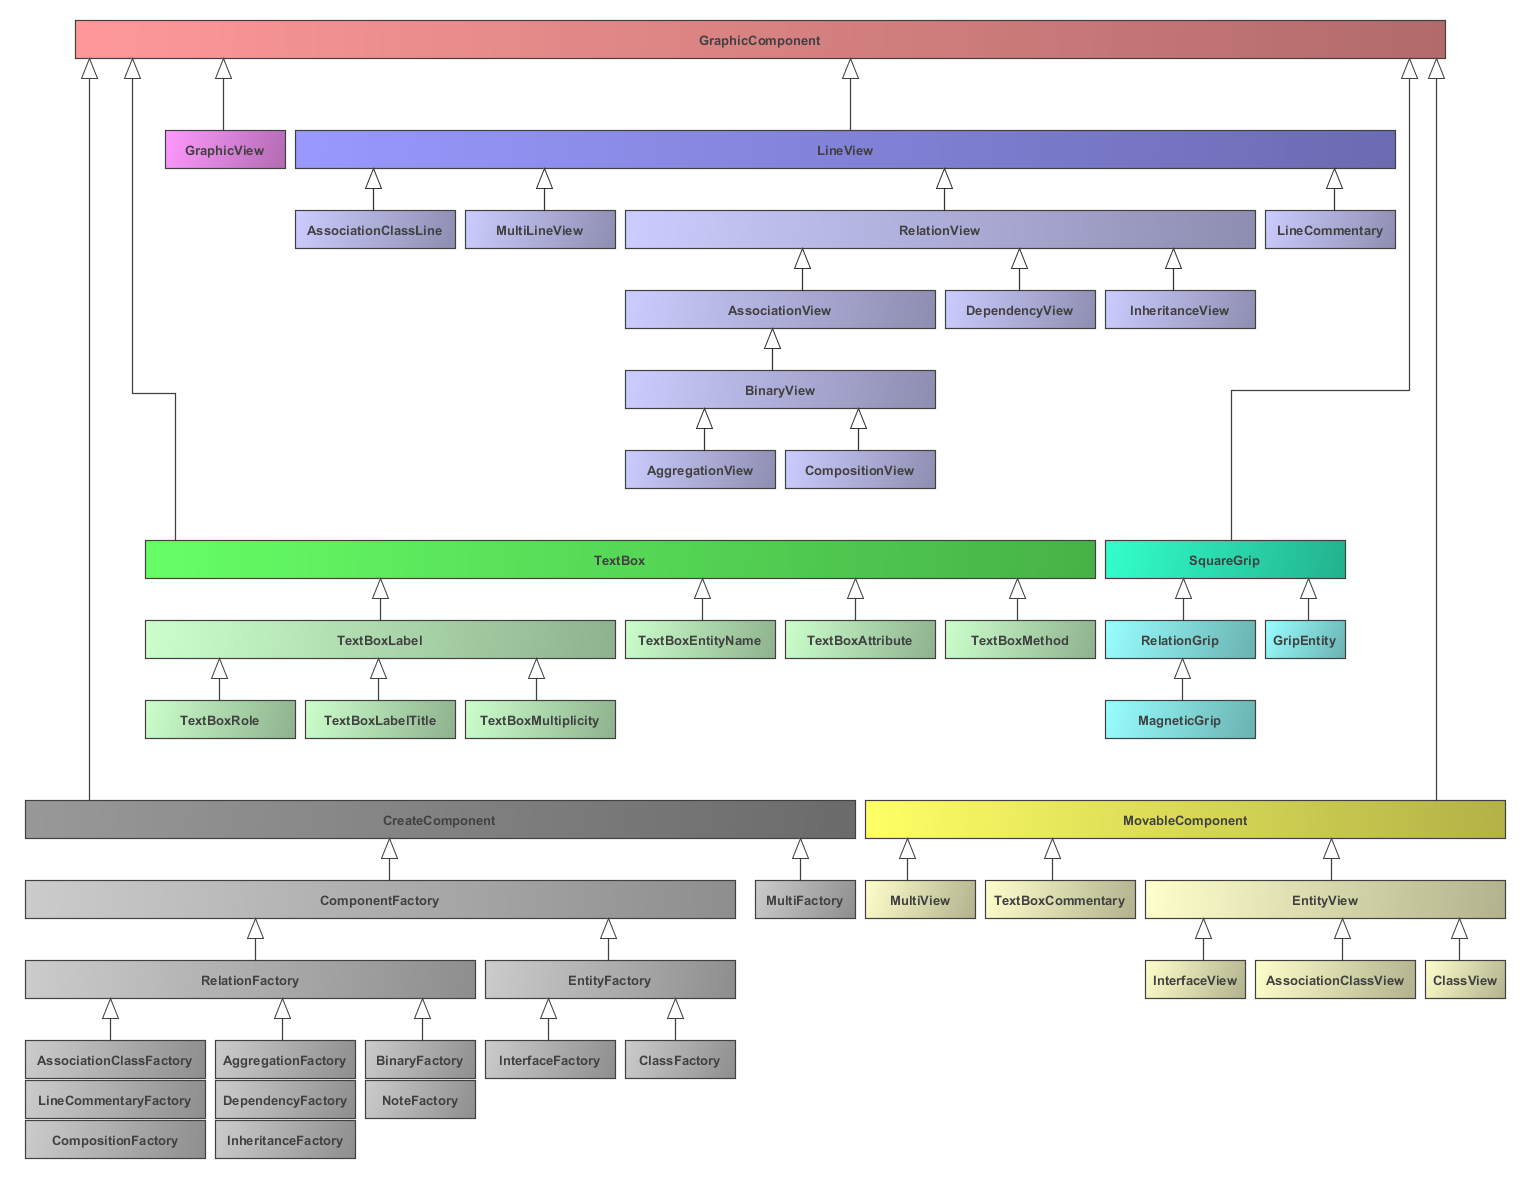 GraphicComponent
GraphicView
LineView
AssociationClassLine
MultiLineView
RelationView
LineCommentary
AssociationView
DependencyView
InheritanceView
BinaryView
AggregationView
CompositionView
TextBox
SquareGrip
TextBoxLabel
TextBoxEntityName
TextBoxAttribute
TextBoxMethod
RelationGrip
GripEntity
TextBoxRole
TextBoxLabelTitle
TextBoxMultiplicity
MagneticGrip
CreateComponent
MovableComponent
ComponentFactory
MultiFactory
MultiView
TextBoxCommentary
EntityView
RelationFactory
EntityFactory
InterfaceView
AssociationClassView
ClassView
AssociationClassFactory
AggregationFactory
BinaryFactory
InterfaceFactory
ClassFactory
LineCommentaryFactory
DependencyFactory
NoteFactory
CompositionFactory
InheritanceFactory